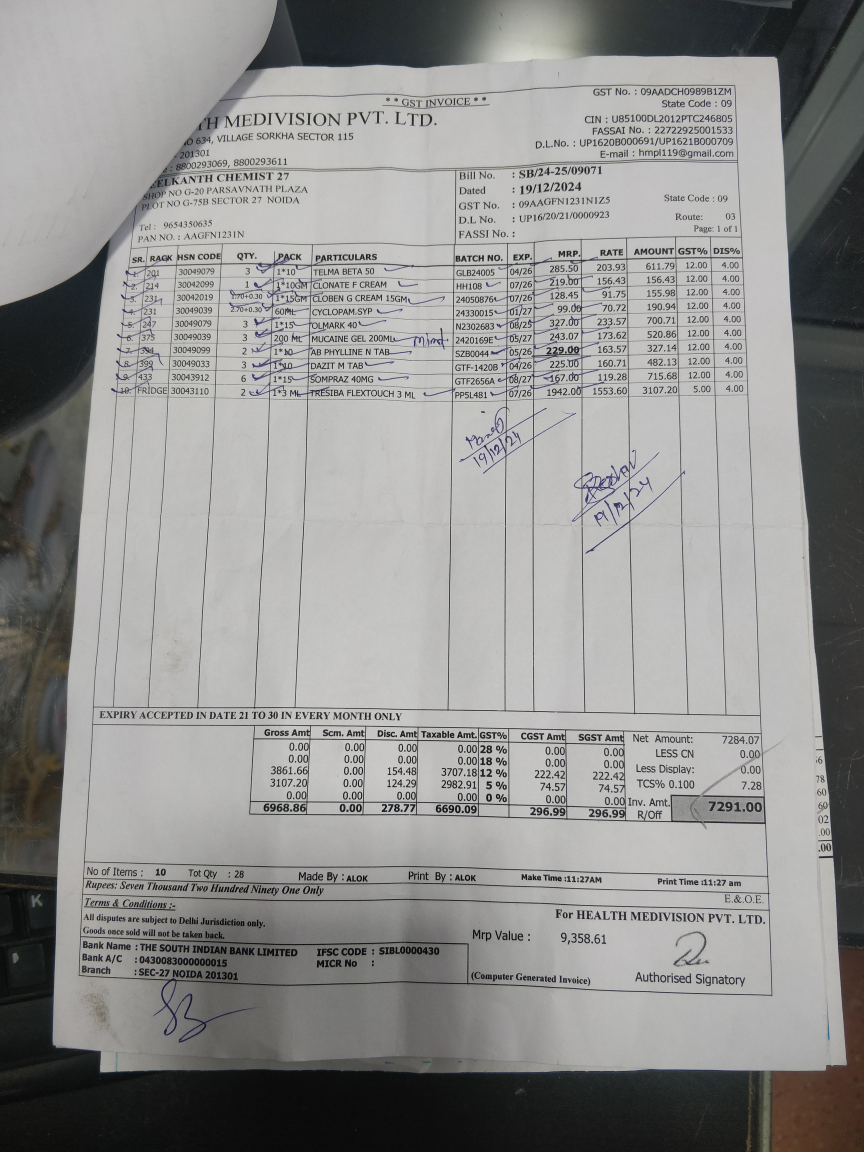 * * GST INVOICE * *
GST No. : 09AADCH0989B1ZM
State Code : 09
TH MEDIVISION PVT. LTD.
CIN : U85100DL2012PTC246805
NO 634, VILLAGE SORKHA SECTOR 115
FASSAI No. : 22722925001533
201301
D.L.No. : UP1620B000691/UP1621B000709
: 8800293069, 8800293611
E-mail : hmpl119@gmail.com
ELKANTH CHEMIST 27
SHOP NO G-20 PARSAVNATH PLAZA
PLOT NO G-75B SECTOR 27 NOIDA
Tel : 9654350635
PAN NO. : AAGFN1231N
Bill No. : SB/24-25/09071
Dated : 19/12/2024
GST No. : 09AAGFN1231N1Z5 State Code : 09
D.L No. : UP16/20/21/0000923 Route: 03
FASSI No. : Page: 1 of 1
SR. RACK HSN CODE QTY. PACK PARTICULARS BATCH NO. EXP. MRP. RATE AMOUNT GST% DIS%
1. 201 30049079 3 1*10 TELMA BETA 50 GLB24005 04/26 285.50 203.93 611.79 12.00 4.00
2. 214 30042099 1 1*10GM CLONATE F CREAM HH108 07/26 219.00 156.43 156.43 12.00 4.00
3. 231 30042019 1.70+0.30 1*15GM CLOBEN G CREAM 15GM 24050876 07/26 128.45 91.75 155.98 12.00 4.00
4. 231 30049039 2.70+0.30 60ML CYCLOPAM.SYP 24330015 01/27 99.00 70.72 190.94 12.00 4.00
5. 247 30049079 3 1*15 OLMARK 40 N2302683 08/25 327.00 233.57 700.71 12.00 4.00
6. 375 30049039 3 200 ML MUCAINE GEL 200ML Mint 2420169E 05/27 243.07 173.62 520.86 12.00 4.00
7. 30049099 2 1*10 AB PHYLLINE N TAB SZB0044 05/26 229.00 163.57 327.14 12.00 4.00
8. 399 30049033 3 1*10 DAZIT M TAB GTF-1420B 04/26 225.00 160.71 482.13 12.00 4.00
9. 433 30043912 6 1*15 SOMPRAZ 40MG GTF2656A 08/27 167.00 119.28 715.68 12.00 4.00
10. FRIDGE 30043110 2 1*3 ML TRESIBA FLEXTOUCH 3 ML PP5L481 07/26 1942.00 1553.60 3107.20 5.00 4.00
19/12/24
19/12/24
EXPIRY ACCEPTED IN DATE 21 TO 30 IN EVERY MONTH ONLY
Gross Amt Scm. Amt Disc. Amt Taxable Amt. GST% CGST Amt SGST Amt
0.00 0.00 0.00 0.00 28 % 0.00 0.00
0.00 0.00 0.00 0.00 18 % 0.00 0.00
3861.66 0.00 154.48 3707.18 12 % 222.42 222.42
3107.20 0.00 124.29 2982.91 5 % 74.57 74.57
0.00 0.00 0.00 0.00 0 % 0.00 0.00
6968.86 0.00 278.77 6690.09 296.99 296.99
Net Amount: 7284.07
LESS CN 0.00
Less Display: 0.00
TCS% 0.100 7.28
Inv. Amt. 7291.00
R/Off
No of Items : 10 Tot Qty : 28 Made By : ALOK Print By : ALOK Make Time :11:27AM Print Time :11:27 am
Rupees: Seven Thousand Two Hundred Ninety One Only
E.& O.E.
Terms & Conditions :-
For HEALTH MEDIVISION PVT. LTD.
All disputes are subject to Delhi Jurisdiction only.
Goods once sold will not be taken back.
Mrp Value : 9,358.61
Bank Name : THE SOUTH INDIAN BANK LIMITED IFSC CODE : SIBL0000430
Bank A/C : 0430083000000015 MICR No :
Branch : SEC-27 NOIDA 201301
(Computer Generated Invoice)
Authorised Signatory